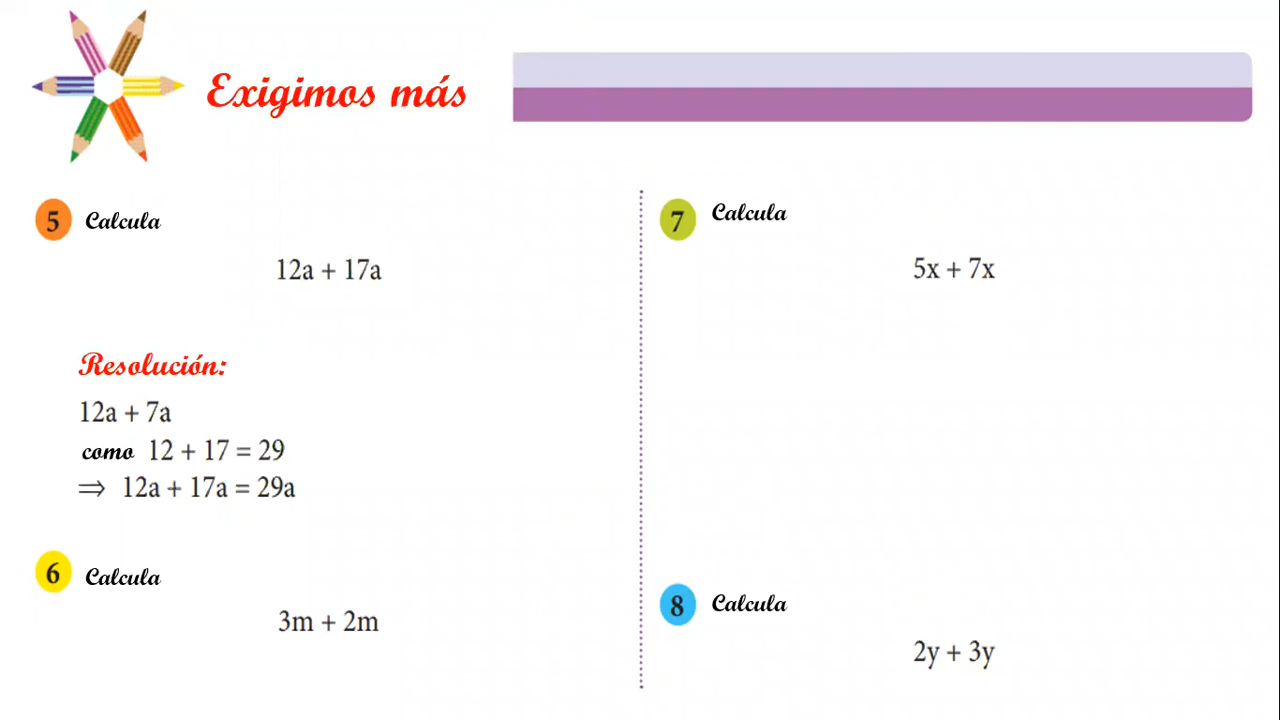 Exigimos más
5 Calcula
12a + 17a
Resolución:
12a + 7a
como 12 + 17 = 29
⇒ 12a + 17a = 29a
6 Calcula
3m + 2m
7 Calcula
5x + 7x
8 Calcula
2y + 3y